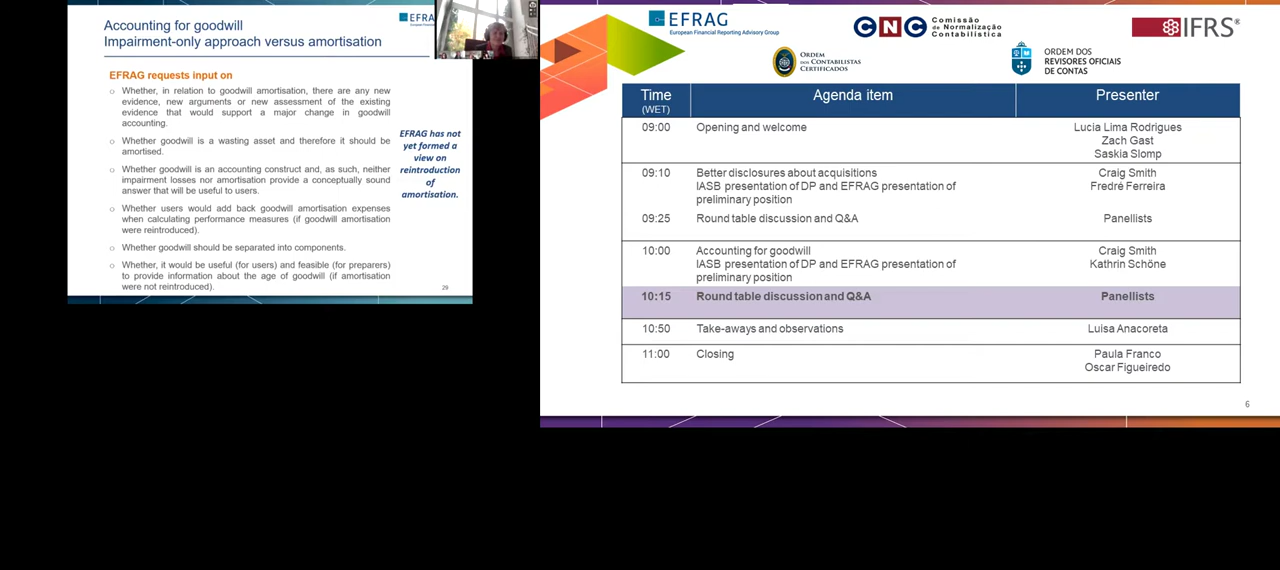 Accounting for goodwill
Impairment-only approach versus amortisation
EFRAG requests input on
○ Whether, in relation to goodwill amortisation, there are any new
evidence, new arguments or new assessment of the existing
evidence that would support a major change in goodwill
accounting.
○ Whether goodwill is a wasting asset and therefore it should be
amortised.
○ Whether goodwill is an accounting construct and, as such, neither
impairment losses nor amortisation provide a conceptually sound
answer that will be useful to users.
○ Whether users would add back goodwill amortisation expenses
when calculating performance measures (if goodwill amortisation
were reintroduced).
○ Whether goodwill should be separated into components.
○ Whether, it would be useful (for users) and feasible (for preparers)
to provide information about the age of goodwill (if amortisation
were not reintroduced).
EFRAG has not
yet formed a
view on
reintroduction
of
amortisation.
29
EFRAG
European Financial Reporting Advisory Group
CNC Comissão
de Normalização
Contabilística
IFRS®
ORDEM
DOS CONTABILISTAS
CERTIFICADOS
ORDEM DOS
REVISORES OFICIAIS
DE CONTAS
Time (WET) Agenda item Presenter
09:00 Opening and welcome Lucia Lima Rodrigues
Zach Gast
Saskia Slomp
09:10 Better disclosures about acquisitions Craig Smith
IASB presentation of DP and EFRAG presentation of Fredré Ferreira
preliminary position
09:25 Round table discussion and Q&A Panellists
10:00 Accounting for goodwill Craig Smith
IASB presentation of DP and EFRAG presentation of Kathrin Schöne
preliminary position
10:15 Round table discussion and Q&A Panellists
10:50 Take-aways and observations Luisa Anacoreta
11:00 Closing Paula Franco
Oscar Figueiredo
6